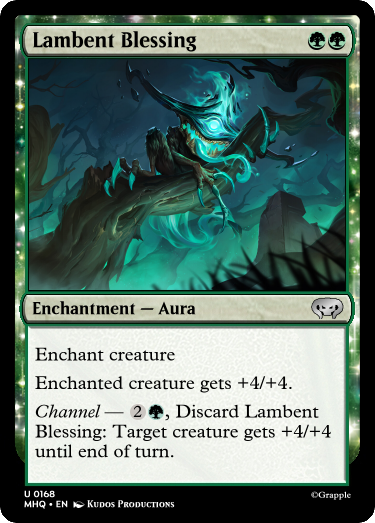 Lambent Blessing
Enchantment — Aura
Enchant creature
Enchanted creature gets +4/+4.
Channel — 2, Discard Lambent
Blessing: Target creature gets +4/+4
until end of turn.
U 0168
MHQ • EN Kudos Productions
©Grapple